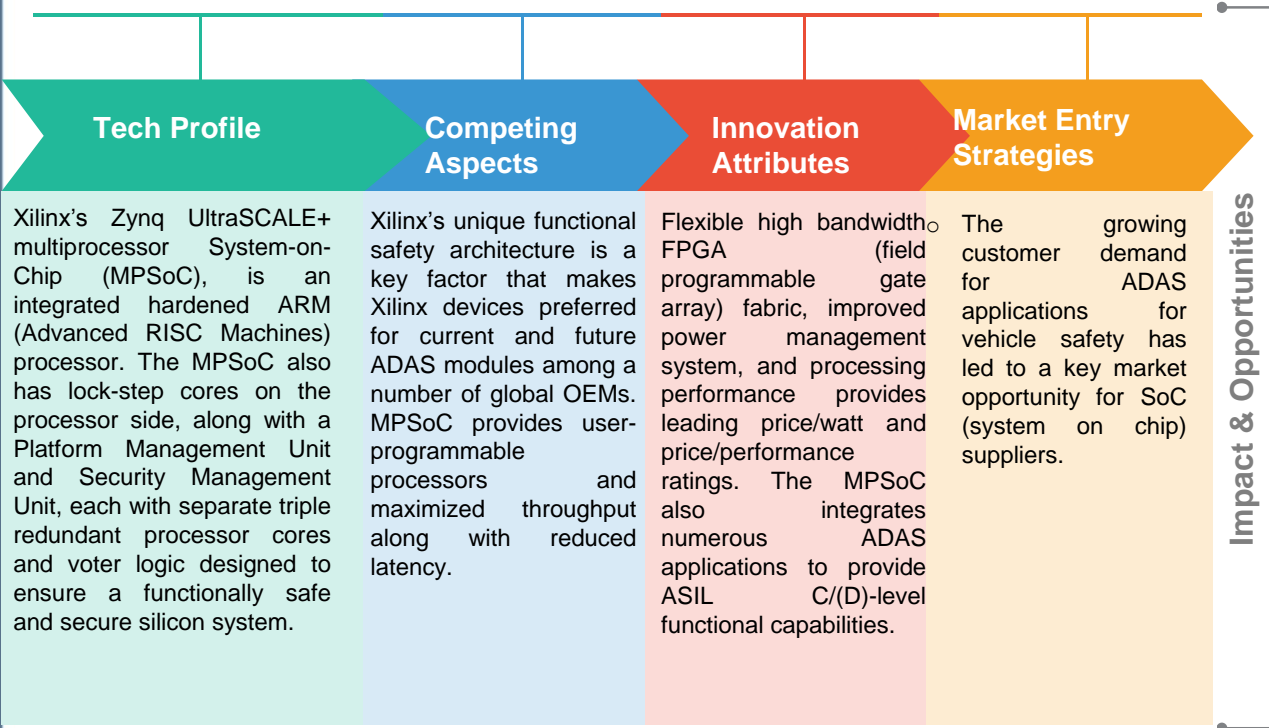 Tech Profile
Xilinx's Zynq UltraSCALE+
multiprocessor System-on-
Chip (MPSoC), is an
integrated hardened ARM
(Advanced RISC Machines)
processor. The MPSoC also
has lock-step cores on the
processor side, along with a
Platform Management Unit
and Security Management
Unit, each with separate triple
redundant processor cores
and voter logic designed to
ensure a functionally safe
and secure silicon system.
Competing
Aspects
Xilinx's unique functional
safety architecture is a
key factor that makes
Xilinx devices preferred
for current and future
ADAS modules among a
number of global OEMs.
MPSoC provides user-
programmable
processors and
maximized throughput
along with reduced
latency.
Innovation
Attributes
Flexible high bandwidth
FPGA (field
programmable gate
array) fabric, improved
power management
system, and processing
performance provides
leading price/watt and
price/performance
ratings. The MPSoC
also integrates
numerous ADAS
applications to provide
ASIL C/(D)-level
functional capabilities.
Market Entry
Strategies
The growing
customer demand
for ADAS
applications for
vehicle safety has
led to a key market
opportunity for SoC
(system on chip)
suppliers.
Impact & Opportunities